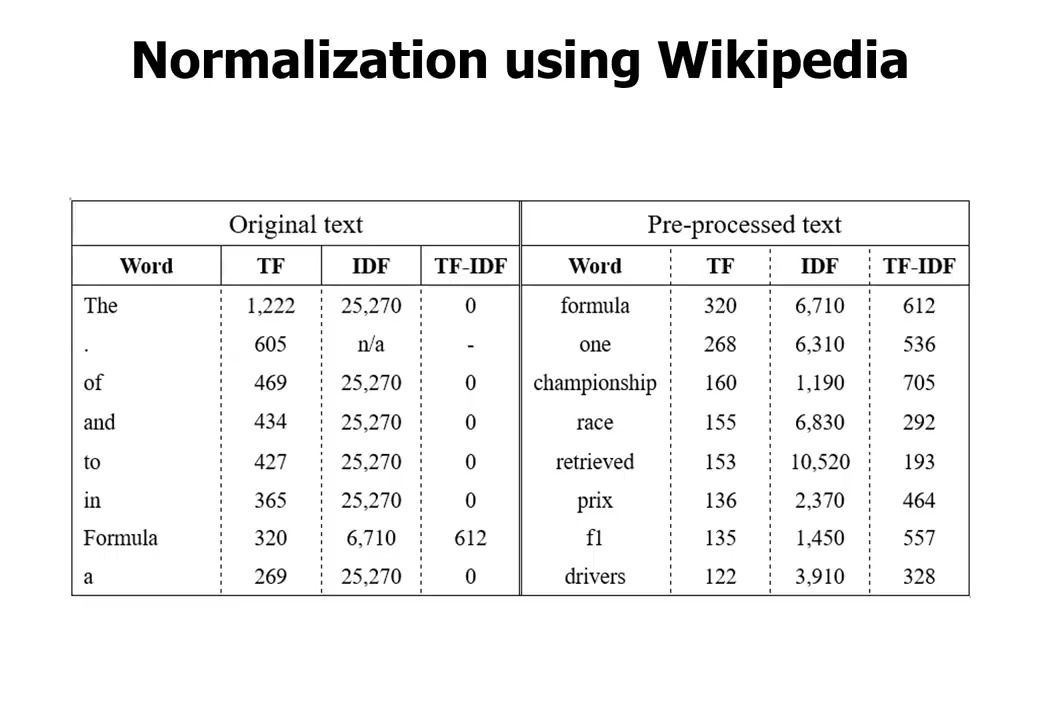 Normalization using Wikipedia
Original text Pre-processed text
Word TF IDF TF-IDF Word TF IDF TF-IDF
The 1,222 25,270 0 formula 320 6,710 612
. 605 n/a - one 268 6,310 536
of 469 25,270 0 championship 160 1,190 705
and 434 25,270 0 race 155 6,830 292
to 427 25,270 0 retrieved 153 10,520 193
in 365 25,270 0 prix 136 2,370 464
Formula 320 6,710 612 f1 135 1,450 557
a 269 25,270 0 drivers 122 3,910 328